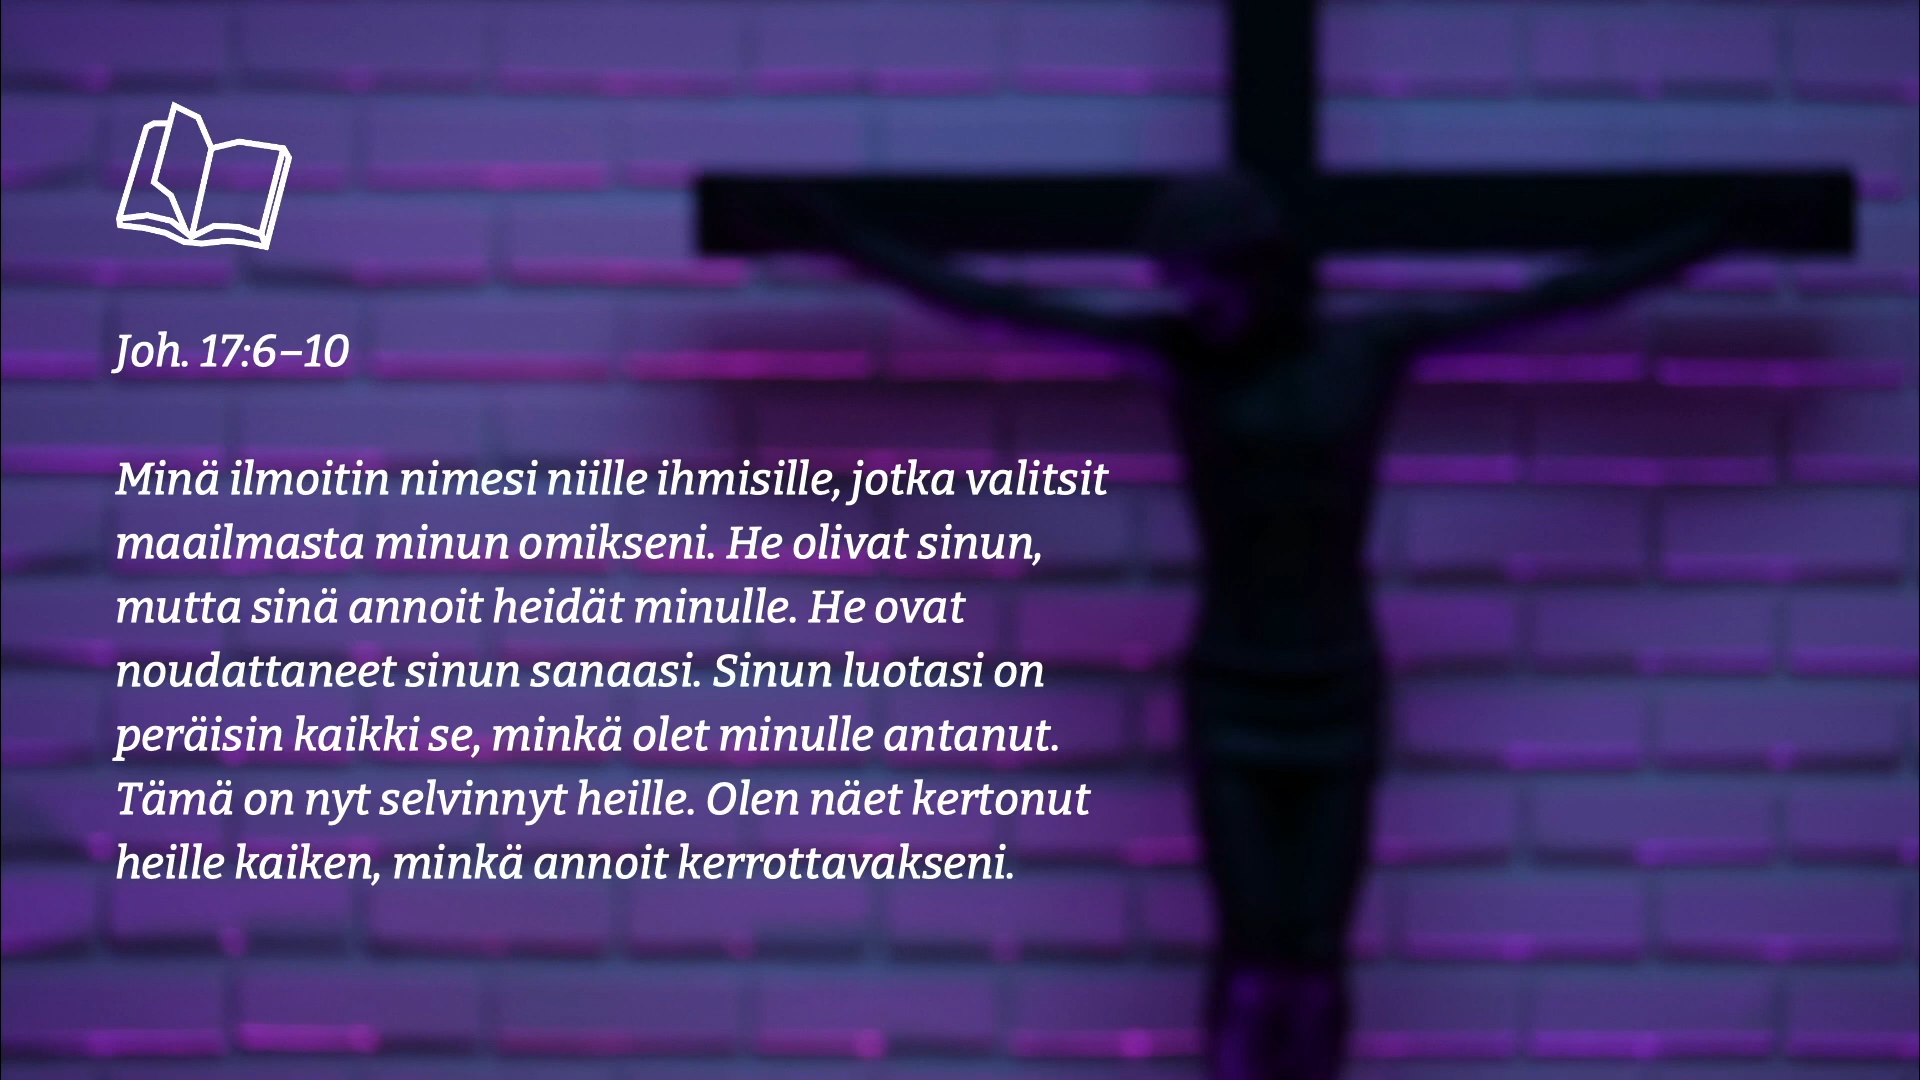 Joh. 17:6–10
Minä ilmoitin nimesi niille ihmisille, jotka valitsit
maailmasta minun omikseni. He olivat sinun,
mutta sinä annoit heidät minulle. He ovat
noudattaneet sinun sanaasi. Sinun luotasi on
peräisin kaikki se, minkä olet minulle antanut.
Tämä on nyt selvinnyt heille. Olen näet kertonut
heille kaiken, minkä annoit kerrottavakseni.